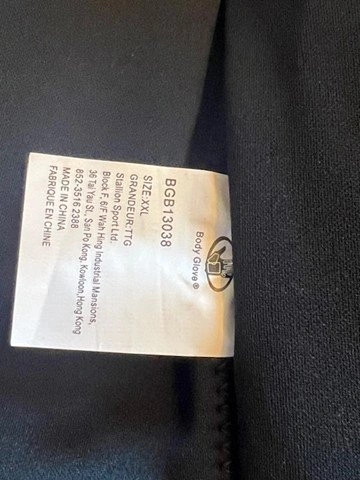 Body Glove®
BGB13038
SIZE:XXL
GRANDEUR:TTG
Stallion Sport Ltd.
Block F, 6/F Wah Hing Industrial Mansions,
36 Tai Yau St., San Po Kong, Kowloon, Hong Kong
852-3516 2388
MADE IN CHINA
FABRIQUE EN CHINE